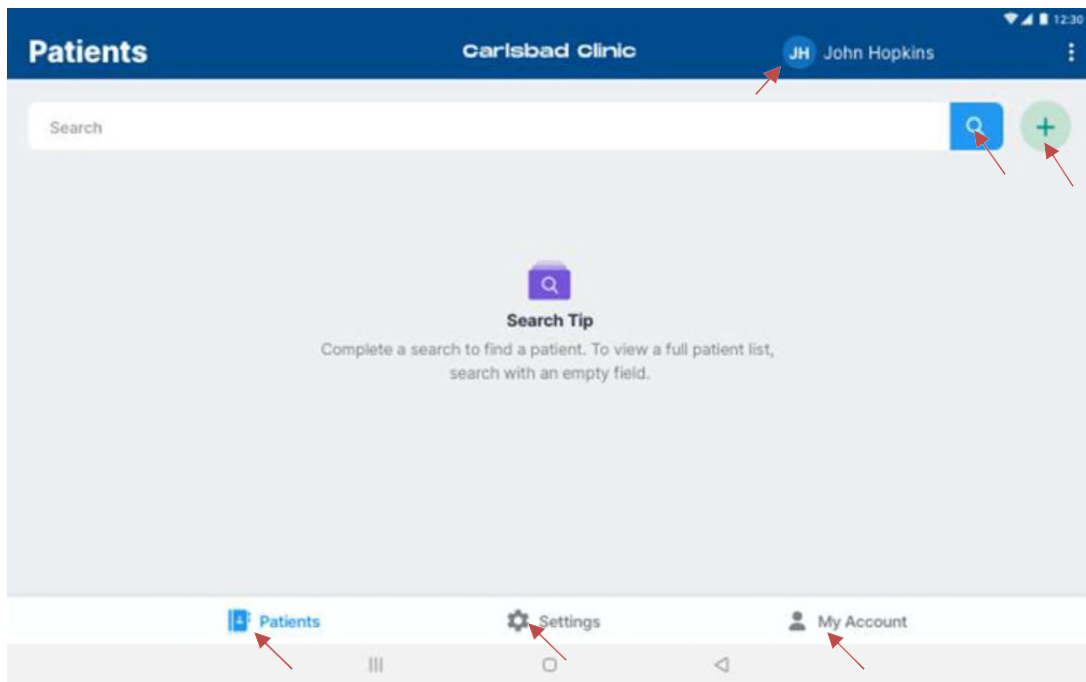 12:30
Patients
Carlsbad Clinic
JH John Hopkins
Search
Search Tip
Complete a search to find a patient. To view a full patient list,
search with an empty field.
Patients
Settings
My Account